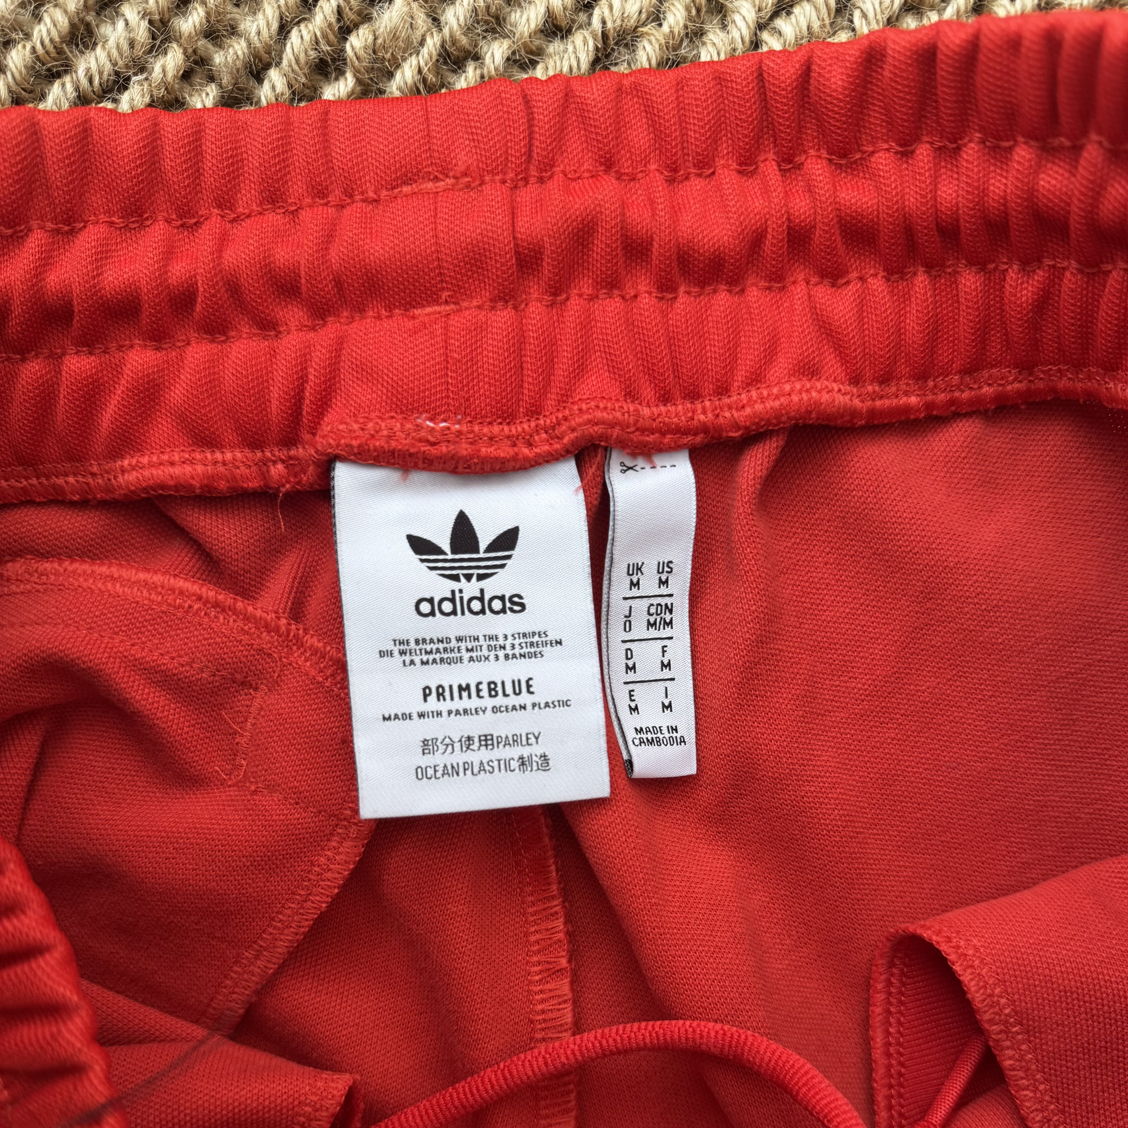 adidas
THE BRAND WITH THE 3 STRIPES
DIE WELTMARKE MIT DEN 3 STREIFEN
LA MARQUE AUX 3 BANDES
PRIMEBLUE
MADE WITH PARLEY OCEAN PLASTIC
部分使用PARLEY
OCEAN PLASTIC制造
UK US
M M
J CDN
O M/M
D F
M M
E I
M M
MADE IN
CAMBODIA